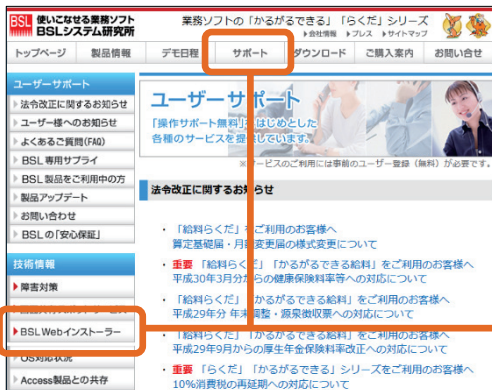 BSL 使いこなせる業務ソフト
BSLシステム研究所
業務ソフトの「かるがるできる」「らくだ」シリーズ
会社情報 プレス サイトマップ
トップページ 製品情報 デモ日程 サポート ダウンロード ご購入案内 お問い合せ
ユーザーサポート
法令改正に関するお知らせ
ユーザー様へのお知らせ
よくあるご質問(FAQ)
BSL専用サプライ
BSL製品をご利用中の方
製品アップデート
お問い合わせ
BSLの「安心保証」
技術情報
障害対策
BSLWebインストーラー
OS対応状況
Access製品との共存
ユーザーサポート
「操作サポート無料」をはじめとした
各種のサービスを提供しています。
※サービスのご利用には事前のユーザー登録(無料)が必要です。
法令改正に関するお知らせ
・「給料らくだ」をご利用のお客様へ
算定基礎届・月額変更届の様式変更について
・重要 「給料らくだ」「かるがるできる給料」をご利用のお客様へ
平成30年3月分からの健康保険料率等への対応について
・「給料らくだ」「かるがるできる給料」をご利用のお客様へ
平成29年分 年末調整・源泉徴収票への対応について
・「給料らくだ」「かるがるできる給料」をご利用のお客様へ
平成29年9月からの厚生年金保険料率改正への対応について
・重要 「らくだ」「かるがるできる」シリーズをご利用のお客様へ
10%消費税の再延期への対応について